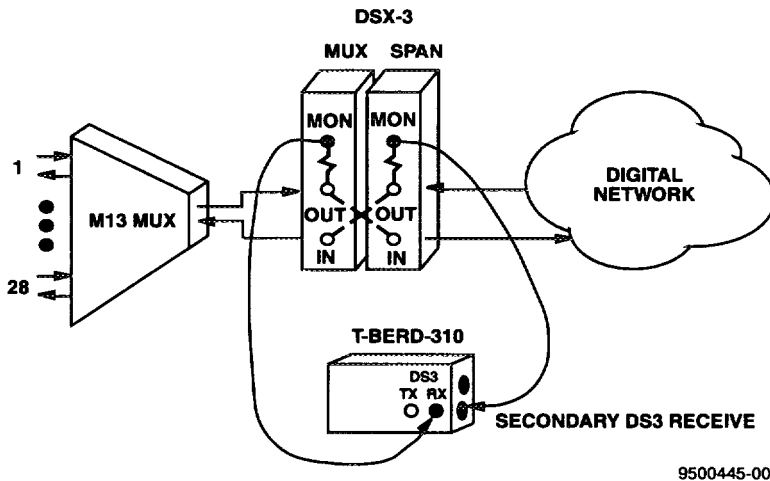 DSX-3
MUX SPAN
MON MON
1
M13 MUX
OUT OUT
IN IN
28
DIGITAL
NETWORK
T-BERD-310
DS3
TX RX
SECONDARY DS3 RECEIVE
9500445-00